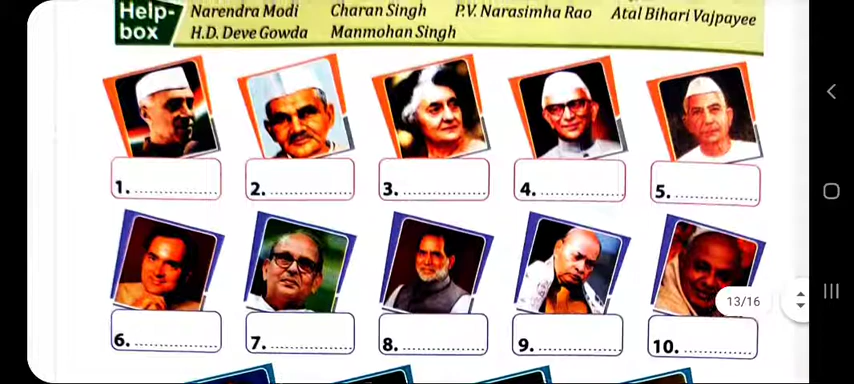 Help- Narendra Modi Charan Singh P.V. Narasimha Rao Atal Bihari Vajpayee
box H.D. Deve Gowda Manmohan Singh
1. .................... 2. .................... 3. .................... 4. .................... 5. ....................
6. .................... 7. .................... 8. .................... 9. .................... 10. ....................
13/16